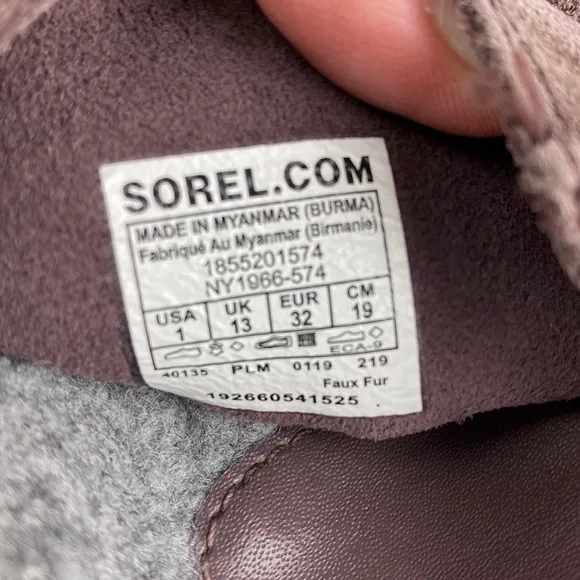 SOREL.COM
MADE IN MYANMAR (BURMA)
Fabriqué Au Myanmar (Birmanie)
1855201574
NY1966-574
USA UK EUR CM
1 13 32 19
ECA-9
40135 PLM 0119 219
Faux Fur
192660541525